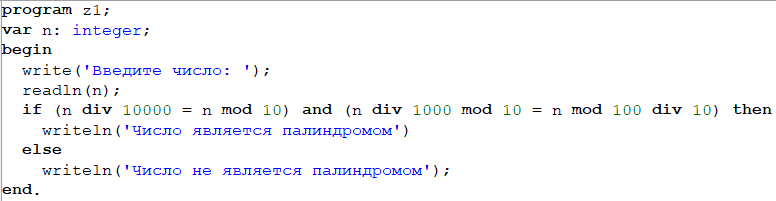 program z1;
var n: integer;
begin
  write('Введите число: ');
  readln(n);
  if (n div 10000 = n mod 10) and (n div 1000 mod 10 = n mod 100 div 10) then
    writeln('Число является палиндромом')
  else
    writeln('Число не является палиндромом');
end.